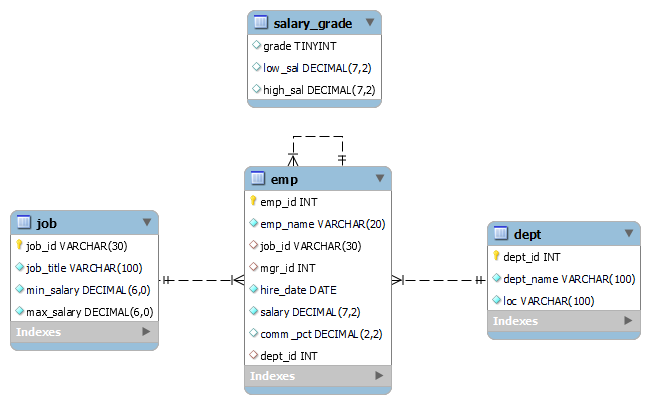 salary_grade
grade TINYINT
low_sal DECIMAL(7,2)
high_sal DECIMAL(7,2)
emp
emp_id INT
emp_name VARCHAR(20)
job_id VARCHAR(30)
mgr_id INT
hire_date DATE
salary DECIMAL(7,2)
comm_pct DECIMAL(2,2)
dept_id INT
Indexes
job
job_id VARCHAR(30)
job_title VARCHAR(100)
min_salary DECIMAL(6,0)
max_salary DECIMAL(6,0)
Indexes
dept
dept_id INT
dept_name VARCHAR(100)
loc VARCHAR(100)
Indexes